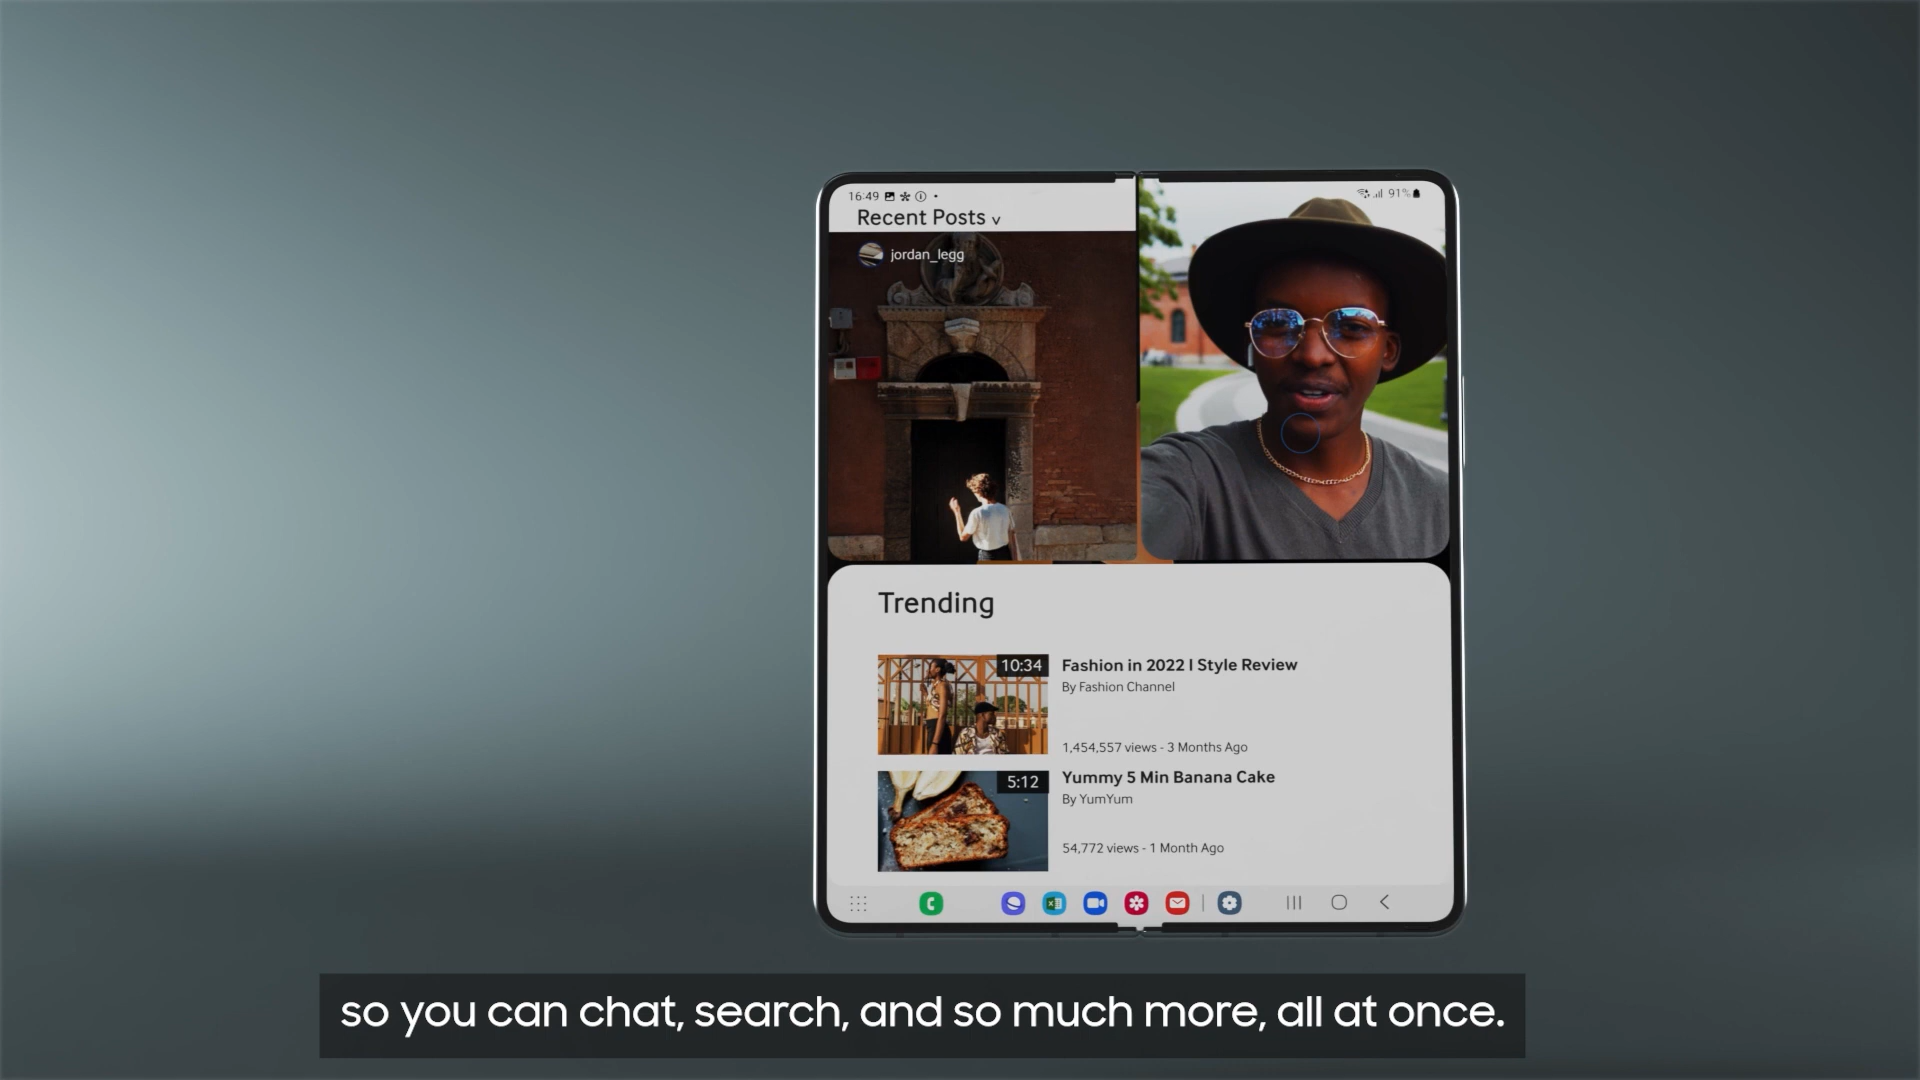 16:49
91%
Recent Posts v
jordan_legg
Trending
10:34
Fashion in 2022 I Style Review
By Fashion Channel
1,454,557 views - 3 Months Ago
5:12
Yummy 5 Min Banana Cake
By YumYum
54,772 views - 1 Month Ago
so you can chat, search, and so much more, all at once.